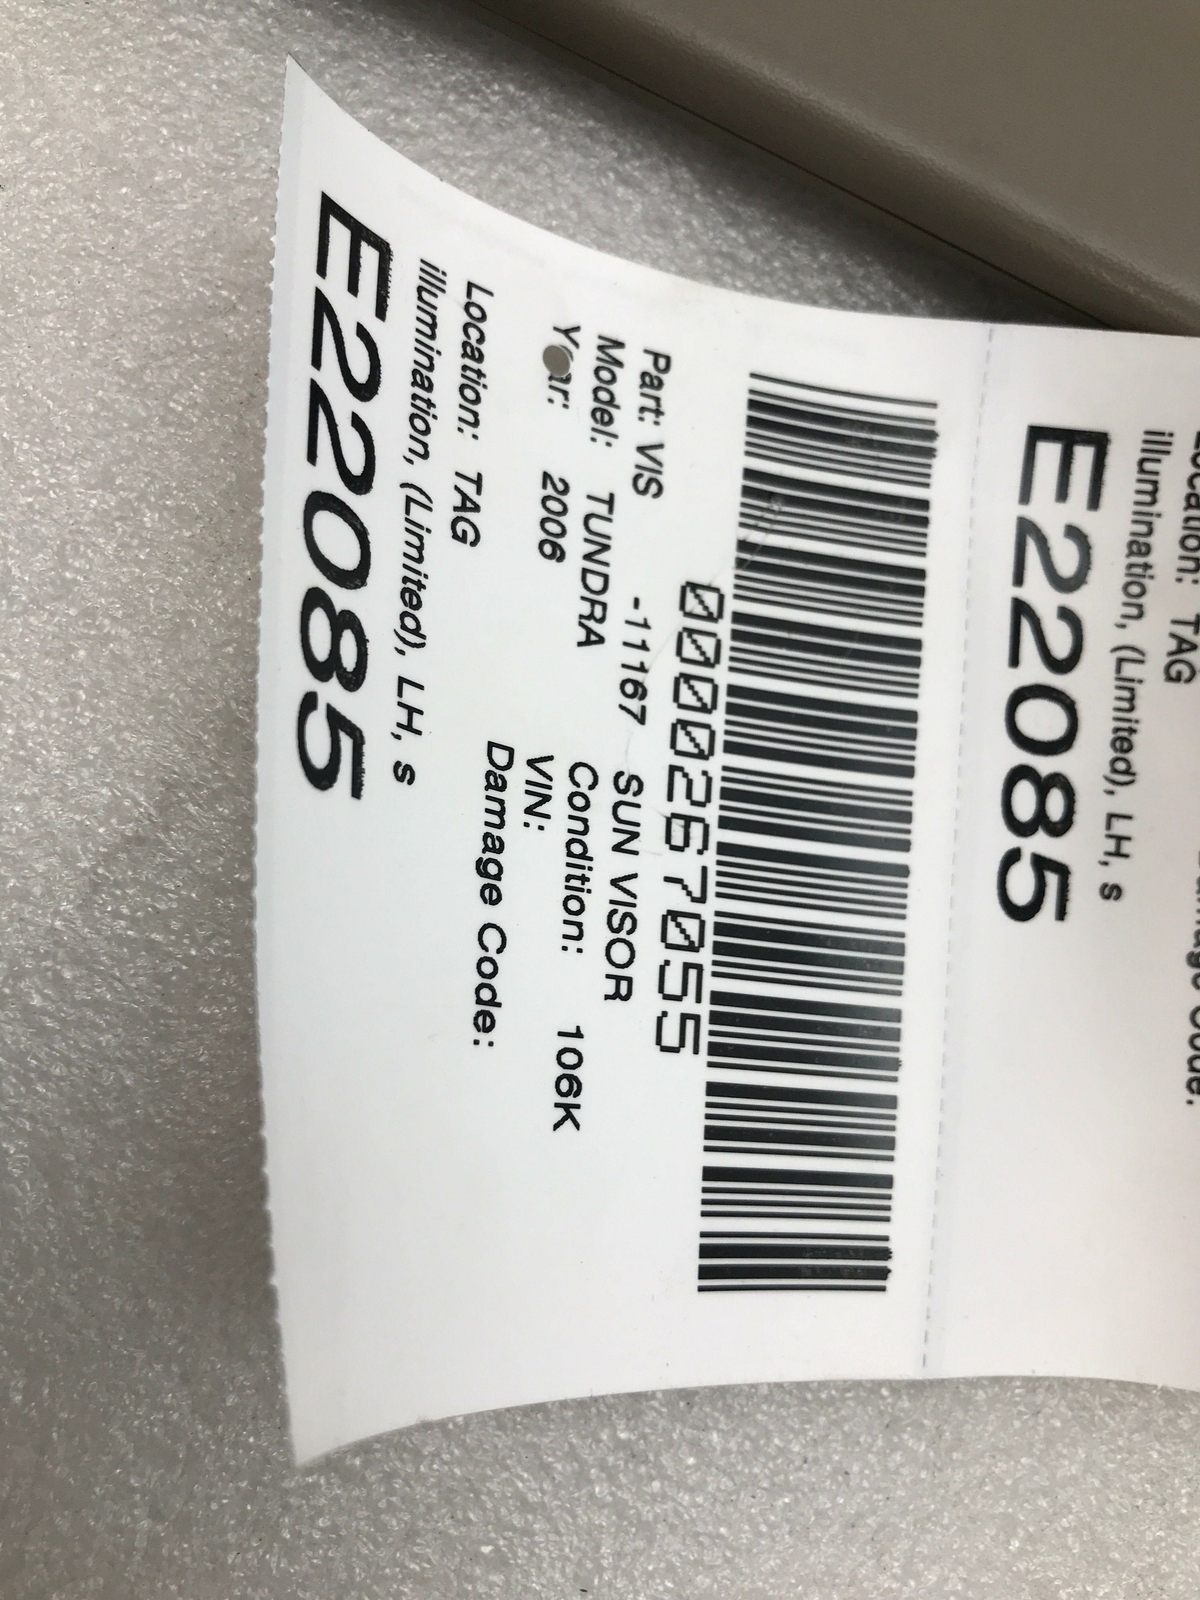 Location: TAG
illumination, (Limited), LH, s
E22085
0000267055
Part: VIS -11167 SUN VISOR
Model: TUNDRA Condition: 106K
Year: 2006 VIN:
Damage Code:
Location: TAG
illumination, (Limited), LH, s
E22085